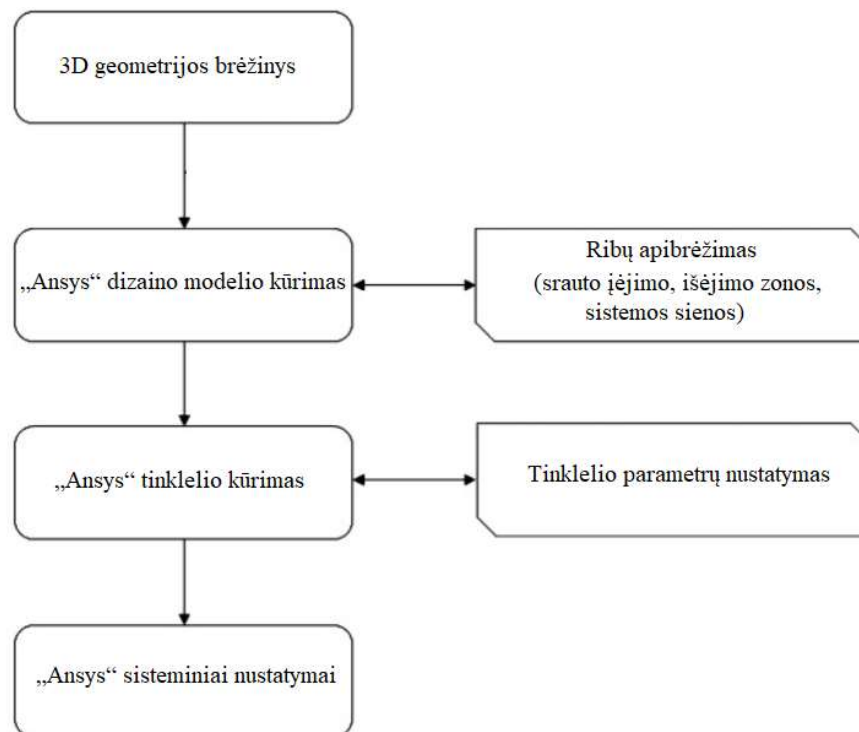 3D geometrijos brėžinys
„Ansys“ dizaino modelio kūrimas
Ribų apibrėžimas
(srauto įėjimo, išėjimo zonos,
sistemos sienos)
„Ansys“ tinklelio kūrimas
Tinklelio parametrų nustatymas
„Ansys“ sisteminiai nustatymai